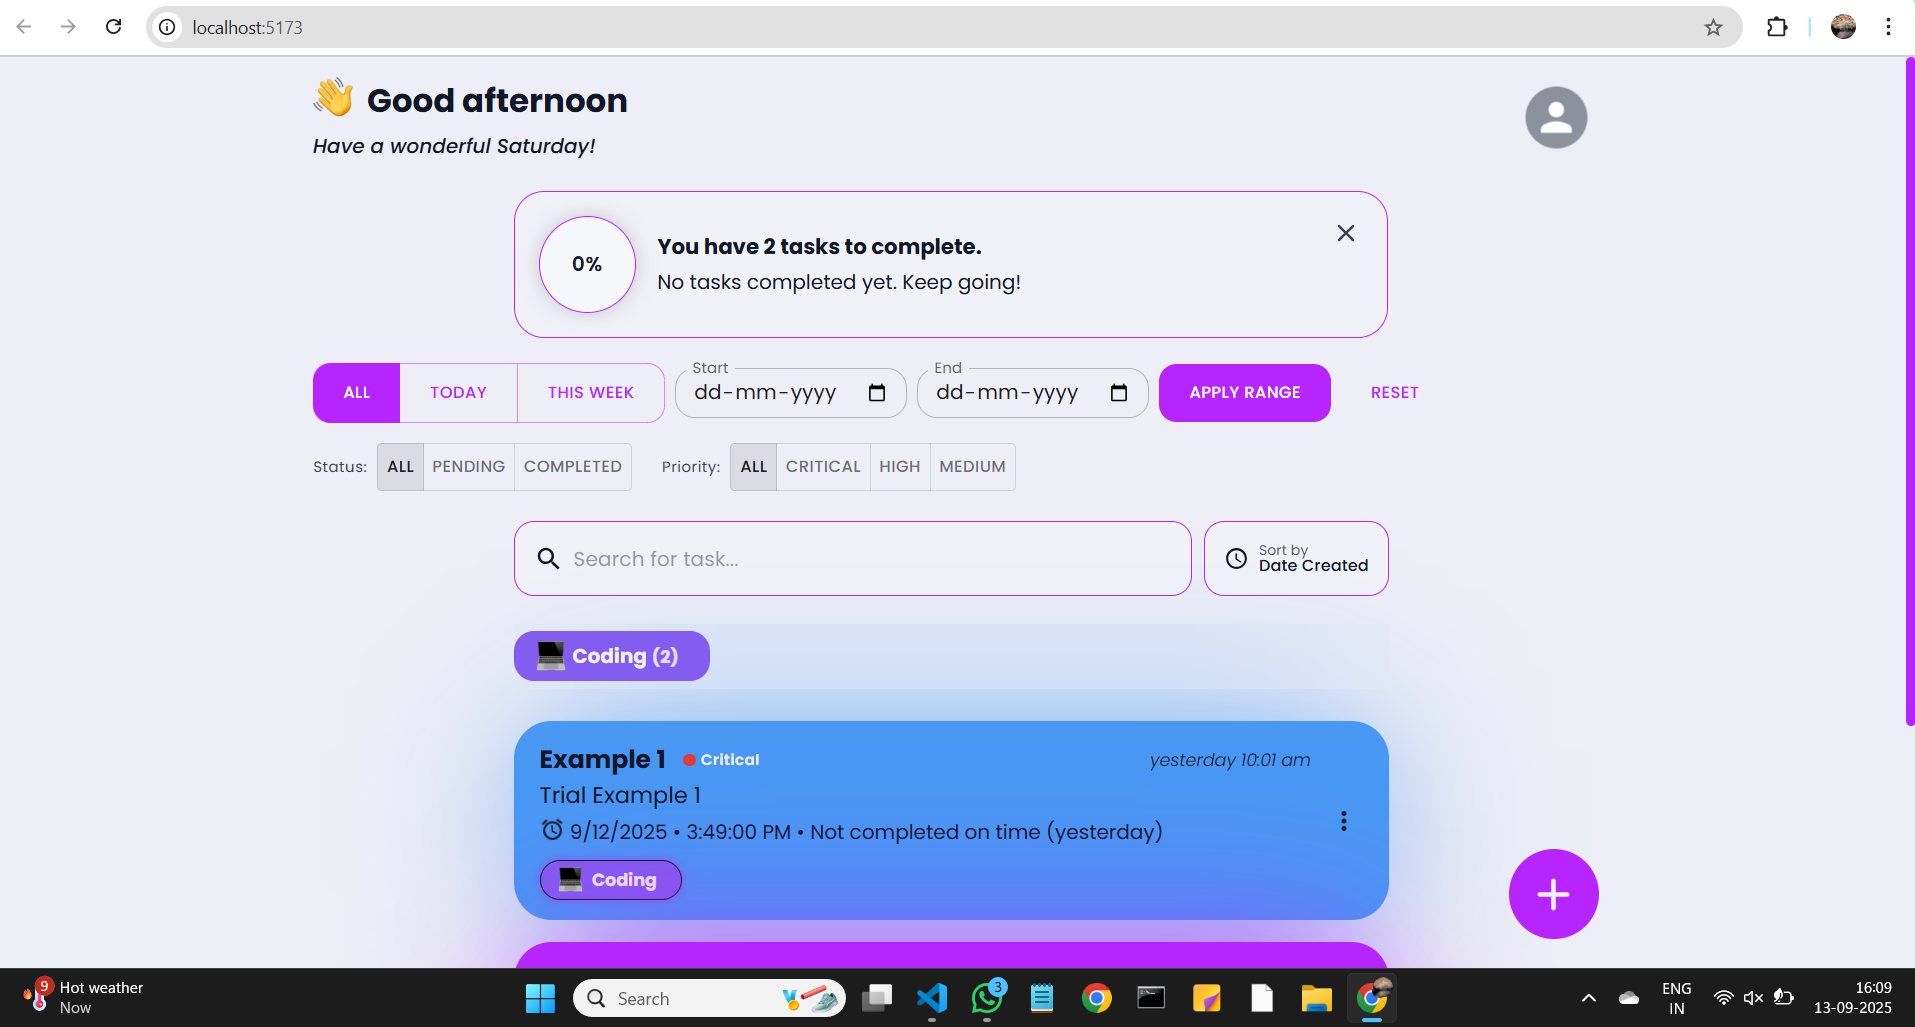 localhost:5173
Good afternoon
Have a wonderful Saturday!
0%
You have 2 tasks to complete.
No tasks completed yet. Keep going!
ALL TODAY THIS WEEK Start dd-mm-yyyy End dd-mm-yyyy APPLY RANGE RESET
Status: ALL PENDING COMPLETED Priority: ALL CRITICAL HIGH MEDIUM
Search for task...
Sort by
Date Created
Coding (2)
Example 1 Critical yesterday 10:01 am
Trial Example 1
9/12/2025 • 3:49:00 PM • Not completed on time (yesterday)
Coding
9
Hot weather
Now
Search
3
ENG
IN
16:09
13-09-2025